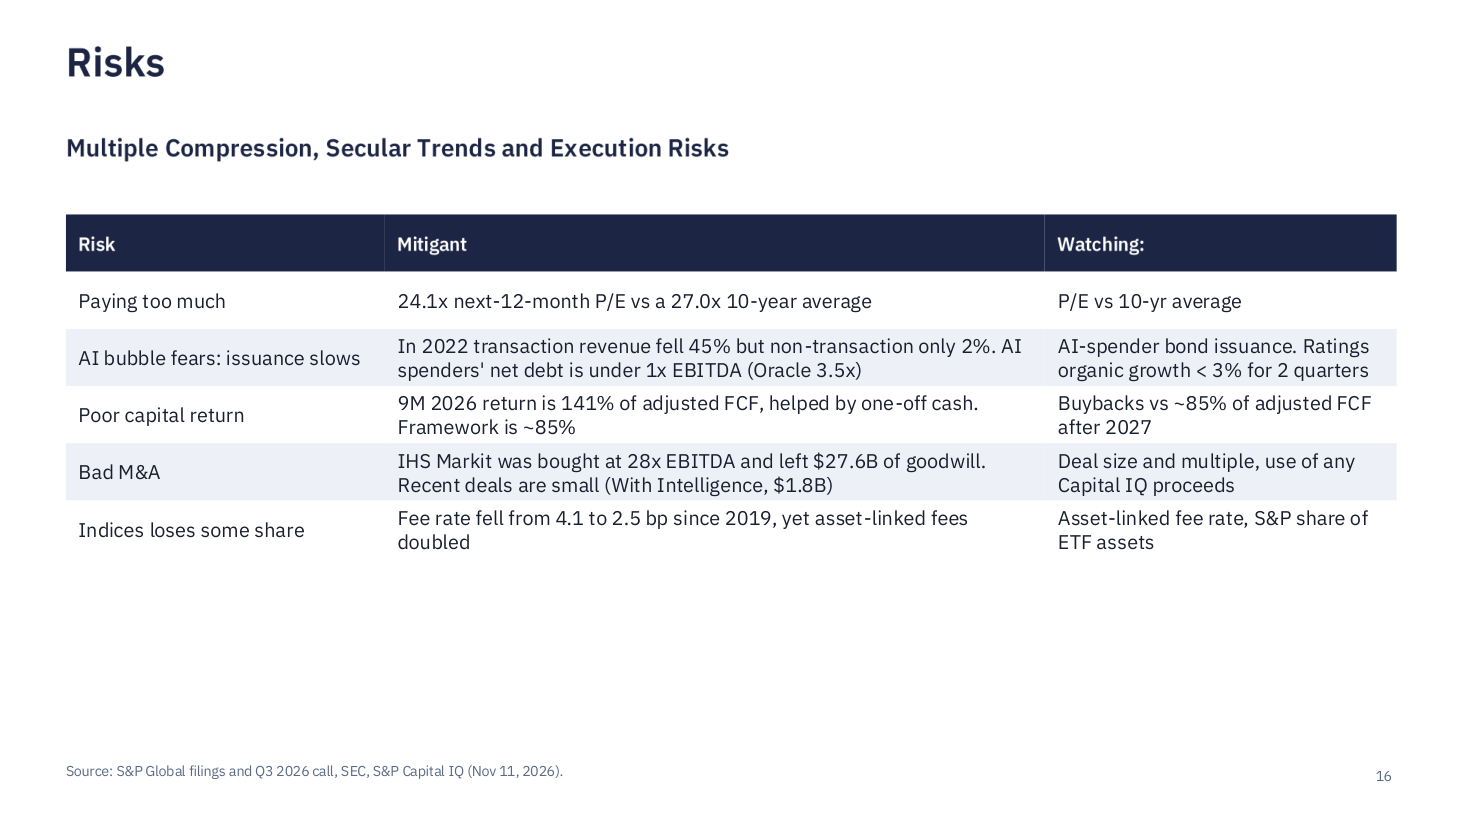 Risks
Multiple Compression, Secular Trends and Execution Risks
Risk
Mitigant
Watching:
Paying too much
24.1x next-12-month P/E vs a 27.0x 10-year average
P/E vs 10-yr average
AI bubble fears: issuance slows
In 2022 transaction revenue fell 45% but non-transaction only 2%. AI
spenders' net debt is under 1x EBITDA (Oracle 3.5x)
AI-spender bond issuance. Ratings
organic growth < 3% for 2 quarters
Poor capital return
9M 2026 return is 141% of adjusted FCF, helped by one-off cash.
Framework is ~85%
Buybacks vs ~85% of adjusted FCF
after 2027
Bad M&A
IHS Markit was bought at 28x EBITDA and left $27.6B of goodwill.
Recent deals are small (With Intelligence, $1.8B)
Deal size and multiple, use of any
Capital IQ proceeds
Indices loses some share
Fee rate fell from 4.1 to 2.5 bp since 2019, yet asset-linked fees
doubled
Asset-linked fee rate, S&P share of
ETF assets
Source: S&P Global filings and Q3 2026 call, SEC, S&P Capital IQ (Nov 11, 2026).
16